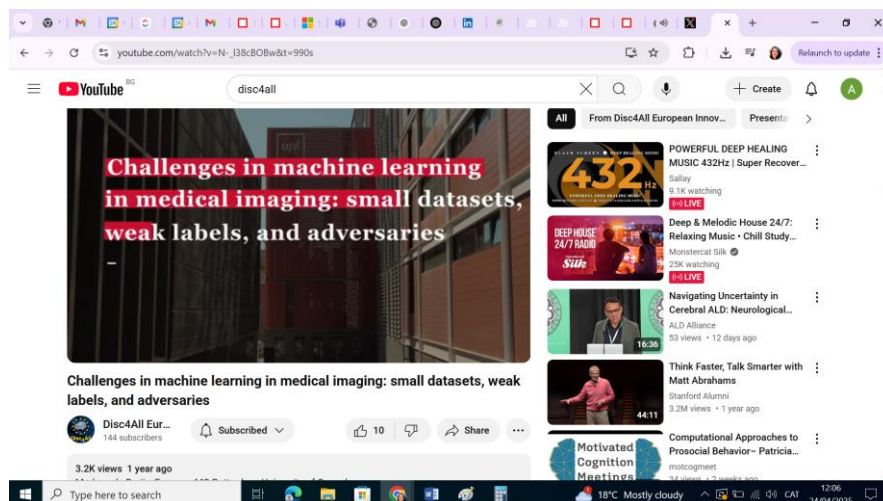 youtube.com/watch?v=N-_l38cBOBw&t=990s
Relaunch to update
YouTube BG
disc4all
Create
A
Challenges in machine learning
in medical imaging: small datasets,
weak labels, and adversaries
Challenges in machine learning in medical imaging: small datasets, weak
labels, and adversaries
Disc4All Eur...
144 subscribers
Subscribed
10
Share
3.2K views 1 year ago
All
From Disc4All European Innov...
Presenta
432 Hz
POWERFUL DEEP HEALING
MUSIC 432Hz | Super Recover...
Sallay
9.1K watching
LIVE
DEEP HOUSE
24/7 RADIO
Silk
Deep & Melodic House 24/7:
Relaxing Music • Chill Study...
Monstercat Silk
25K watching
LIVE
16:36
Navigating Uncertainty in
Cerebral ALD: Neurological...
ALD Alliance
53 views • 12 days ago
44:11
Think Faster, Talk Smarter with
Matt Abrahams
Stanford Alumni
3.2M views • 1 year ago
Motivated
Cognition
Meetings
Computational Approaches to
Prosocial Behavior– Patricia...
motcogmeet
Type here to search
18°C Mostly cloudy
CAT
12:06
24/04/2025